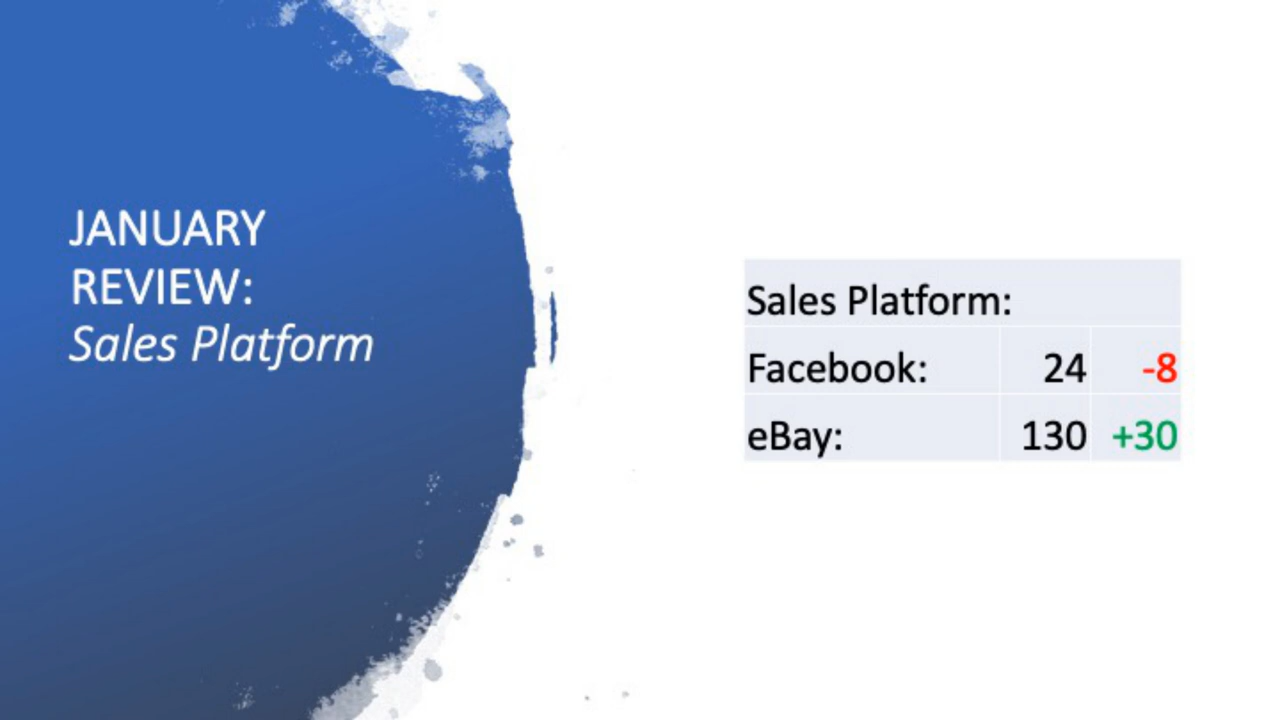 JANUARY
REVIEW:
Sales Platform
Sales Platform:
Facebook: 24 -8
eBay: 130 +30